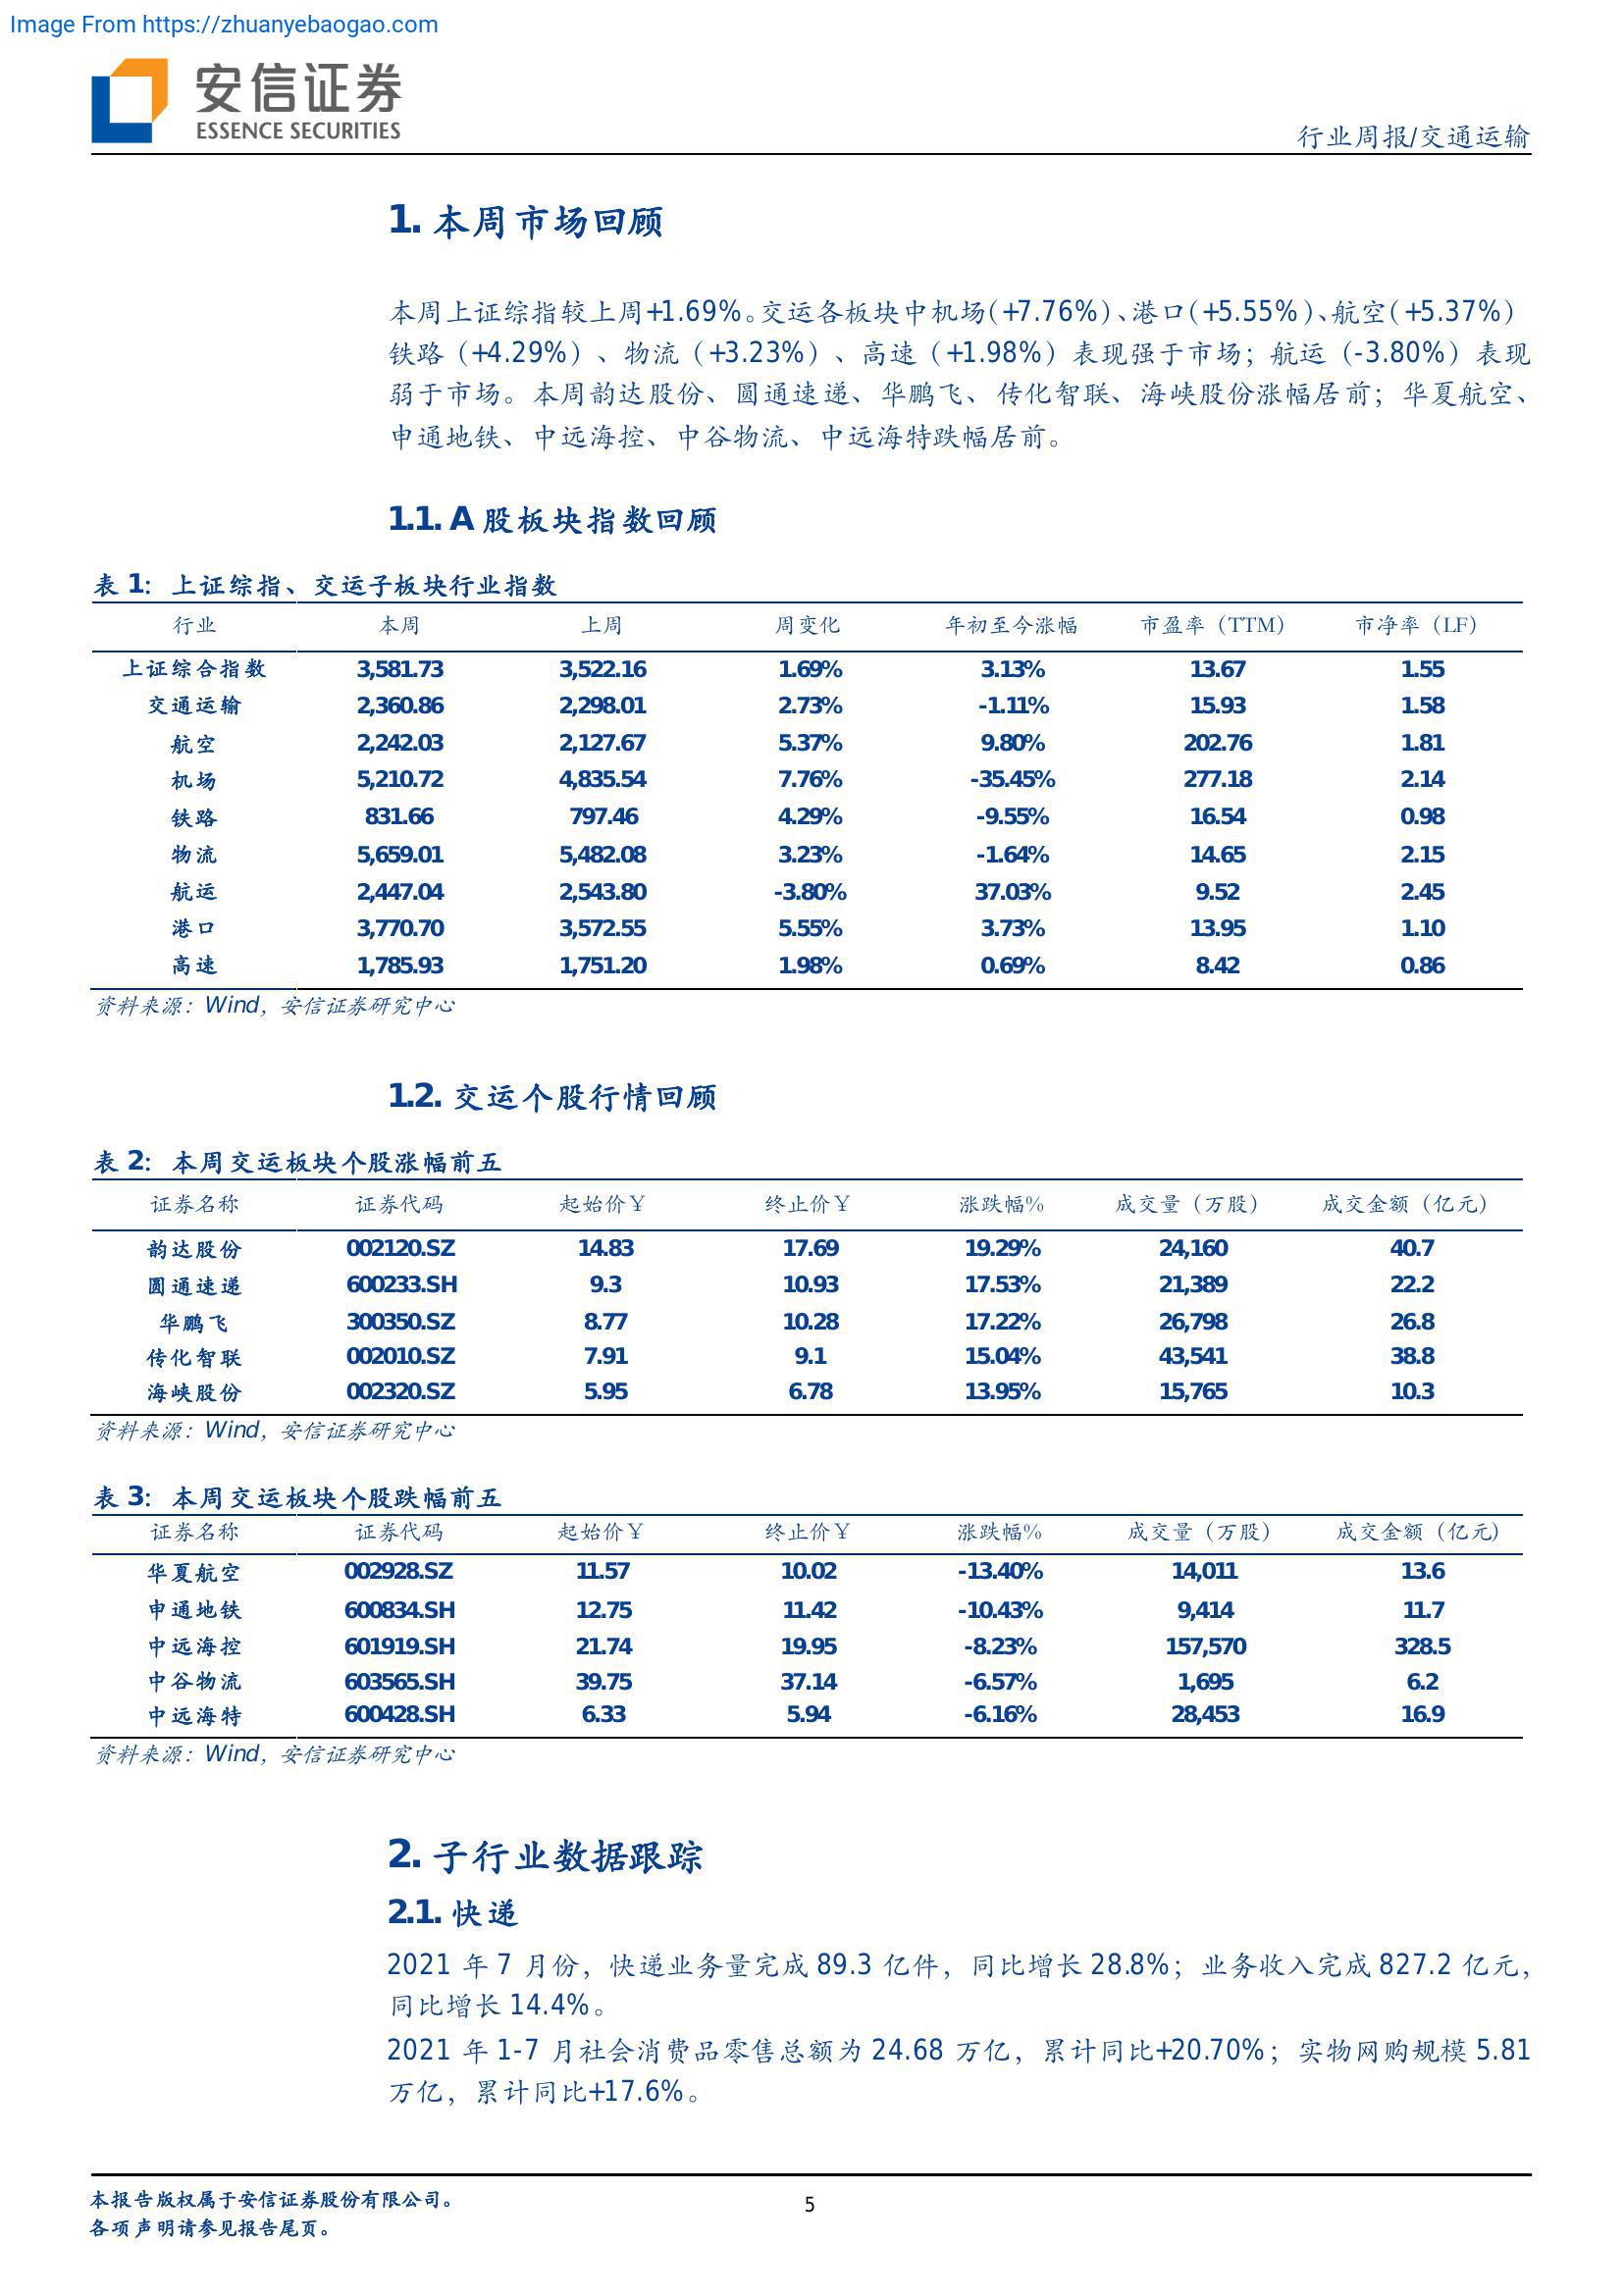 Image From https://zhuanyebaogao.com
安信证券
ESSENCE SECURITIES
行业周报/交通运输
1. 本周市场回顾
本周上证综指较上周+1.69%。交运各板块中机场（+7.76%）、港口（+5.55%）、航空（+5.37%）
铁路（+4.29%）、物流（+3.23%）、高速（+1.98%）表现强于市场；航运（-3.80%）表现
弱于市场。本周韵达股份、圆通速递、华鹏飞、传化智联、海峡股份涨幅居前；华夏航空、
申通地铁、中远海控、中谷物流、中远海特跌幅居前。
1.1. A 股板块指数回顾
表 1：上证综指、交运子板块行业指数
行业 本周 上周 周变化 年初至今涨幅 市盈率（TTM） 市净率（LF）
上证综合指数 3,581.73 3,522.16 1.69% 3.13% 13.67 1.55
交通运输 2,360.86 2,298.01 2.73% -1.11% 15.93 1.58
航空 2,242.03 2,127.67 5.37% 9.80% 202.76 1.81
机场 5,210.72 4,835.54 7.76% -35.45% 277.18 2.14
铁路 831.66 797.46 4.29% -9.55% 16.54 0.98
物流 5,659.01 5,482.08 3.23% -1.64% 14.65 2.15
航运 2,447.04 2,543.80 -3.80% 37.03% 9.52 2.45
港口 3,770.70 3,572.55 5.55% 3.73% 13.95 1.10
高速 1,785.93 1,751.20 1.98% 0.69% 8.42 0.86
资料来源：Wind，安信证券研究中心
1.2. 交运个股行情回顾
表 2：本周交运板块个股涨幅前五
证券名称 证券代码 起始价￥ 终止价￥ 涨跌幅% 成交量（万股） 成交金额（亿元）
韵达股份 002120.SZ 14.83 17.69 19.29% 24,160 40.7
圆通速递 600233.SH 9.3 10.93 17.53% 21,389 22.2
华鹏飞 300350.SZ 8.77 10.28 17.22% 26,798 26.8
传化智联 002010.SZ 7.91 9.1 15.04% 43,541 38.8
海峡股份 002320.SZ 5.95 6.78 13.95% 15,765 10.3
资料来源：Wind，安信证券研究中心
表 3：本周交运板块个股跌幅前五
证券名称 证券代码 起始价￥ 终止价￥ 涨跌幅% 成交量（万股） 成交金额（亿元）
华夏航空 002928.SZ 11.57 10.02 -13.40% 14,011 13.6
申通地铁 600834.SH 12.75 11.42 -10.43% 9,414 11.7
中远海控 601919.SH 21.74 19.95 -8.23% 157,570 328.5
中谷物流 603565.SH 39.75 37.14 -6.57% 1,695 6.2
中远海特 600428.SH 6.33 5.94 -6.16% 28,453 16.9
资料来源：Wind，安信证券研究中心
2. 子行业数据跟踪
2.1. 快递
2021 年 7 月份，快递业务量完成 89.3 亿件，同比增长 28.8%；业务收入完成 827.2 亿元，
同比增长 14.4%。
2021 年 1-7 月社会消费品零售总额为 24.68 万亿，累计同比+20.70%；实物网购规模 5.81
万亿，累计同比+17.6%。
本报告版权属于安信证券股份有限公司。
5
各项声明请参见报告尾页。